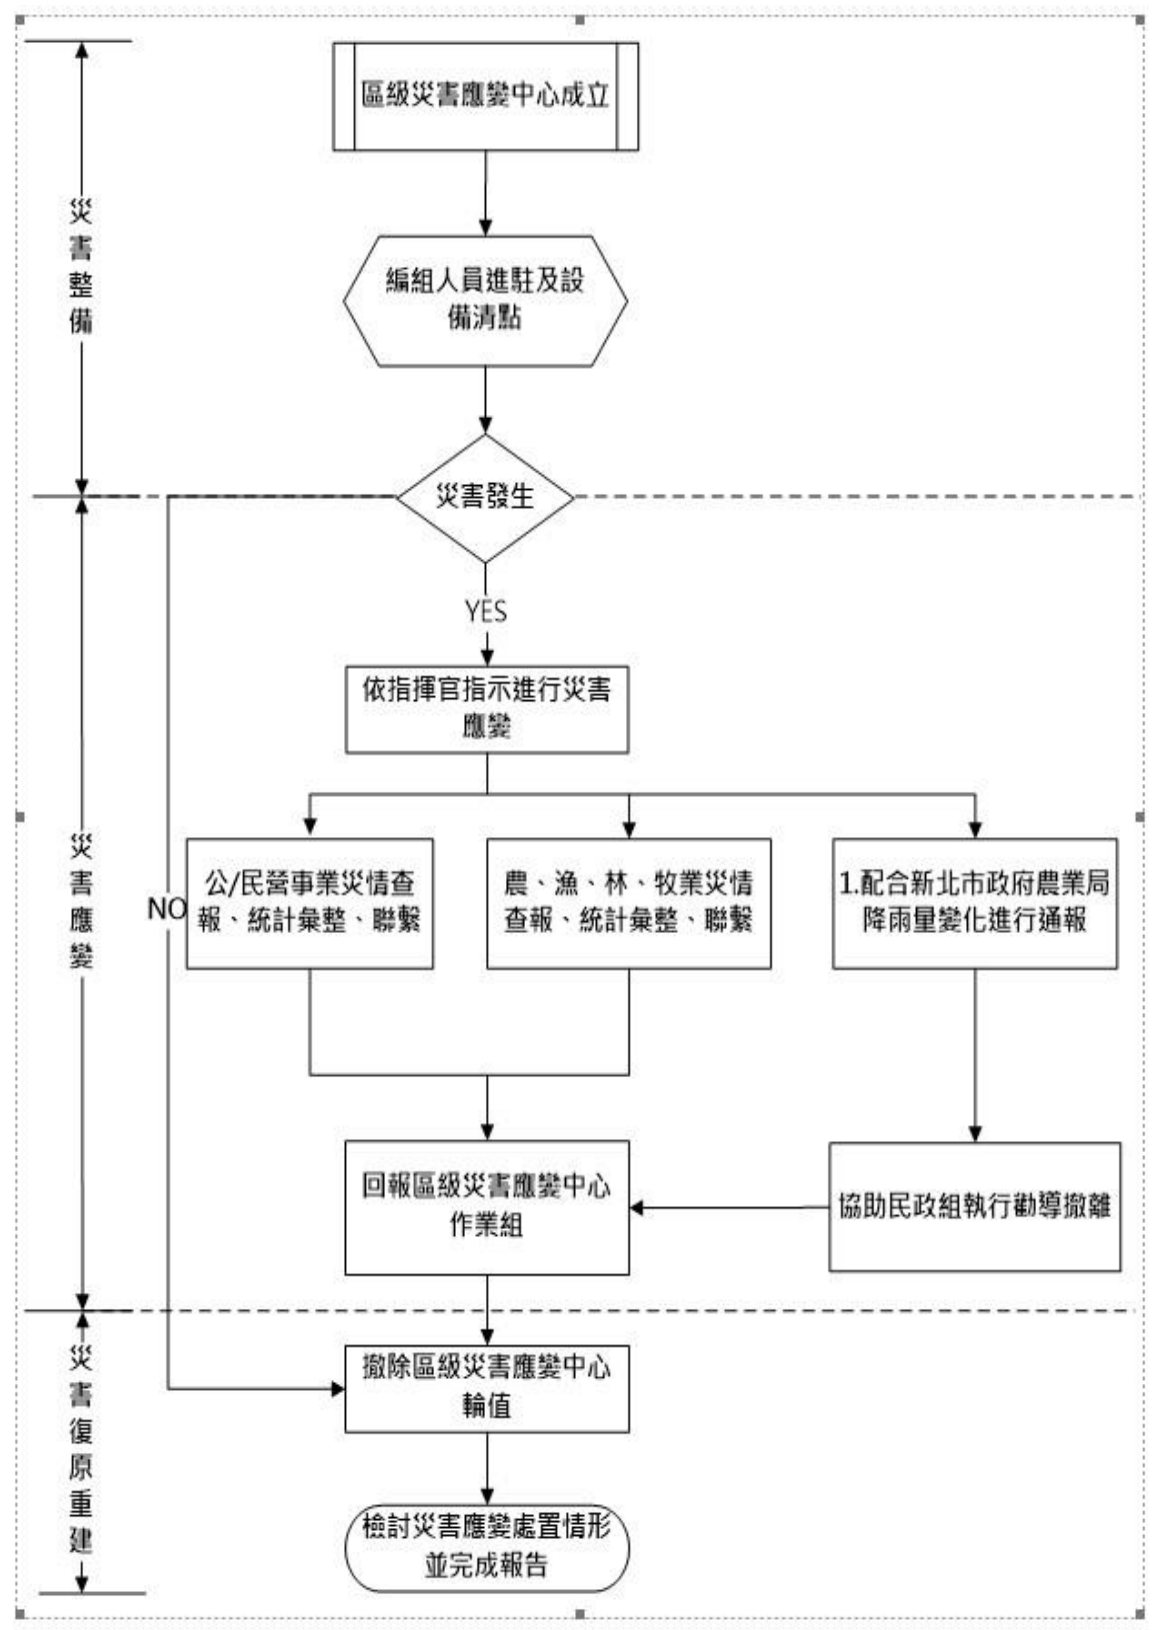 區級災害應變中心成立
災害整備
編組人員進駐及設
備清點
災害發生
YES
依指揮官指示進行災害
應變
災害應變
NO
公/民營事業災情查
報、統計彙整、聯繫
農、漁、林、牧業災情
查報、統計彙整、聯繫
1.配合新北市政府農業局
降雨量變化進行通報
回報區級災害應變中心
作業組
協助民政組執行勸導撤離
撤除區級災害應變中心
輪值
災害復原重建
檢討災害應變處置情形
並完成報告